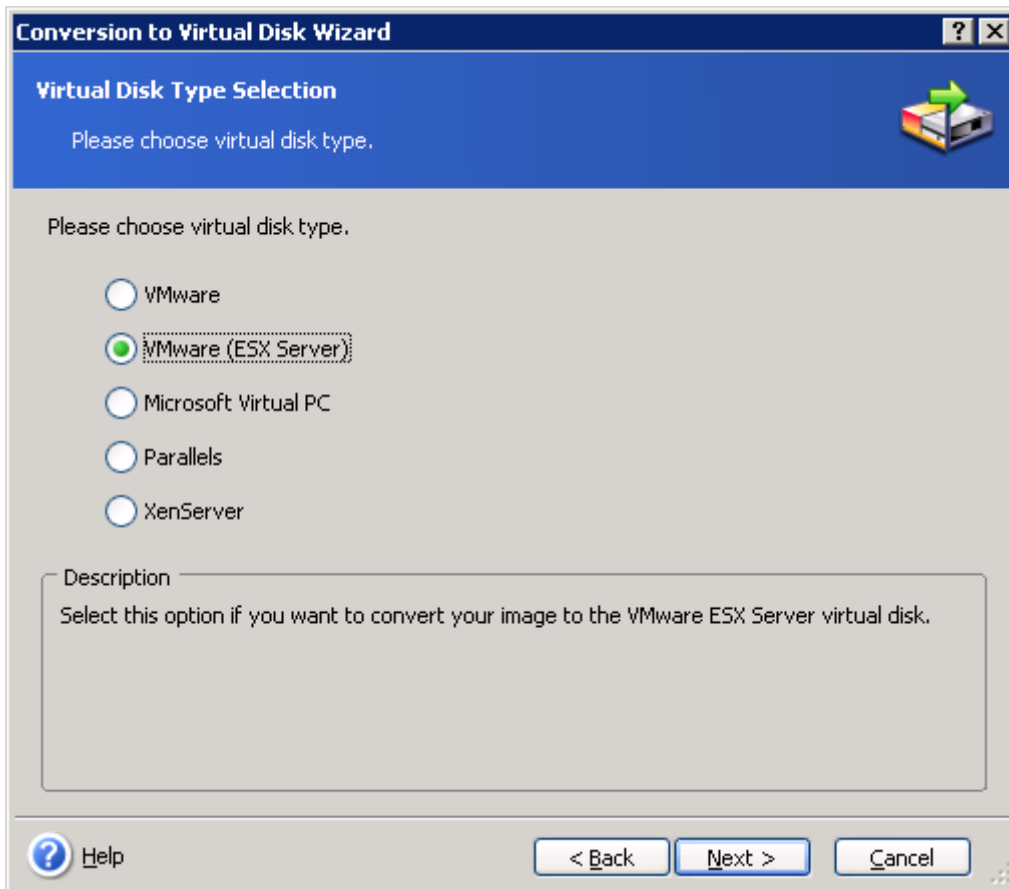 Conversion to Virtual Disk Wizard
Virtual Disk Type Selection
Please choose virtual disk type.
Please choose virtual disk type.
VMware
VMware (ESX Server)
Microsoft Virtual PC
Parallels
XenServer
Description
Select this option if you want to convert your image to the VMware ESX Server virtual disk.
Help
< Back
Next >
Cancel